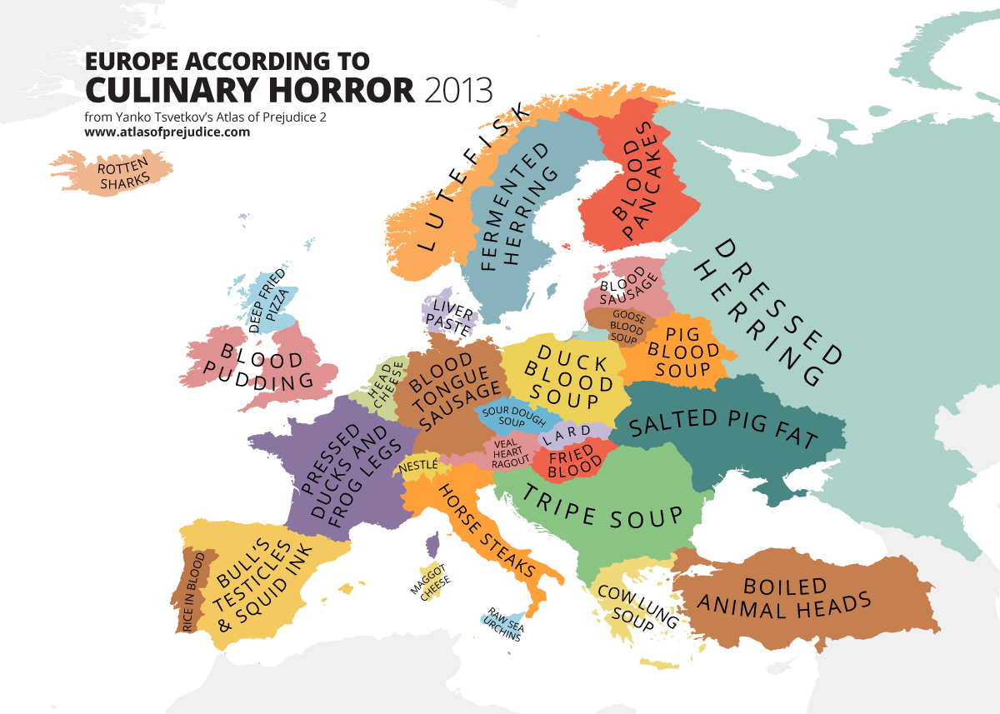 EUROPE ACCORDING TO
CULINARY HORROR 2013
from Yanko Tsvetkov's Atlas of Prejudice 2
www.atlasofprejudice.com
ROTTEN
SHARKS
LUTEFISK
FERMENTED
HERRING
BLOOD
PANCAKES
DRESSED
HERRING
DEEP FRIED
PIZZA
BLOOD
PUDDING
LIVER
PASTE
BLOOD
SAUSAGE
GOOSE
BLOOD
SOUP
PIG
BLOOD
SOUP
HEAD
CHEESE
BLOOD
TONGUE
SAUSAGE
DUCK
BLOOD
SOUP
SOUR DOUGH
SOUP
LARD
SALTED PIG FAT
PRESSED
DUCKS AND
FROG LEGS
NESTLÉ
VEAL
HEART
RAGOUT
FRIED
BLOOD
HORSE STEAKS
TRIPE SOUP
RICE IN BLOOD
BULL'S
TESTICLES
& SQUID INK
MAGGOT
CHEESE
RAW SEA
URCHINS
COW LUNG
SOUP
BOILED
ANIMAL HEADS